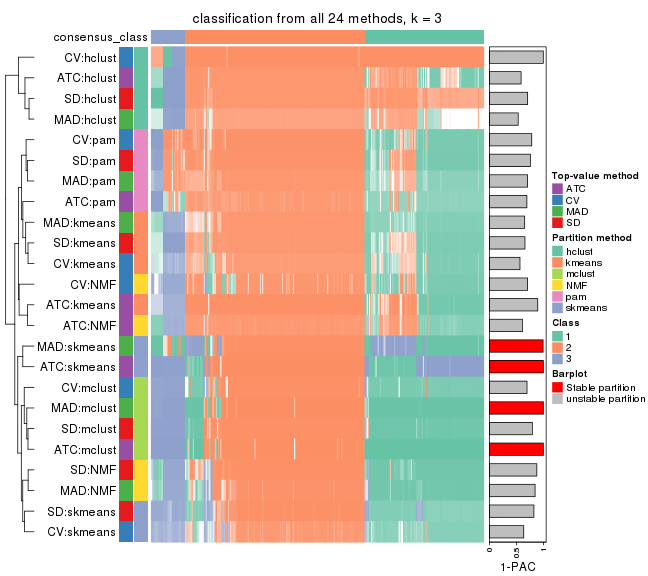 classification from all 24 methods, k = 3
consensus_class
CV:hclust
ATC:hclust
SD:hclust
MAD:hclust
CV:pam
SD:pam
MAD:pam
ATC:pam
MAD:kmeans
SD:kmeans
CV:kmeans
CV:NMF
ATC:kmeans
ATC:NMF
MAD:skmeans
ATC:skmeans
CV:mclust
MAD:mclust
SD:mclust
ATC:mclust
SD:NMF
MAD:NMF
SD:skmeans
CV:skmeans
0
0.5
1
1-PAC
Top-value method
ATC
CV
MAD
SD
Partition method
hclust
kmeans
mclust
NMF
pam
skmeans
Class
1
2
3
Barplot
Stable partition
unstable partition